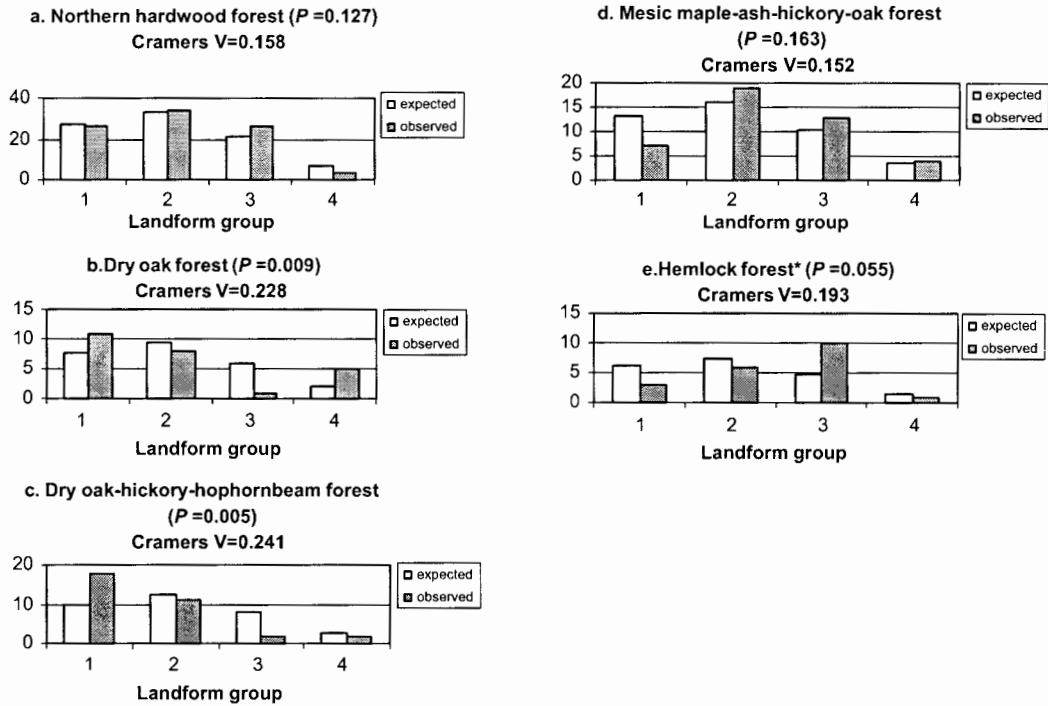 a. Northern hardwood forest (P =0.127)
Cramers V=0.158
40
20
0
expected
observed
1 2 3 4
Landform group
b.Dry oak forest (P =0.009)
Cramers V=0.228
15
10
5
0
expected
observed
1 2 3 4
Landform group
c. Dry oak-hickory-hophornbeam forest
(P =0.005)
Cramers V=0.241
20
10
0
expected
observed
1 2 3 4
Landform group
d. Mesic maple-ash-hickory-oak forest
(P =0.163)
Cramers V=0.152
20
15
10
5
0
expected
observed
1 2 3 4
Landform group
e.Hemlock forest* (P =0.055)
Cramers V=0.193
15
10
5
0
expected
observed
1 2 3 4
Landform group